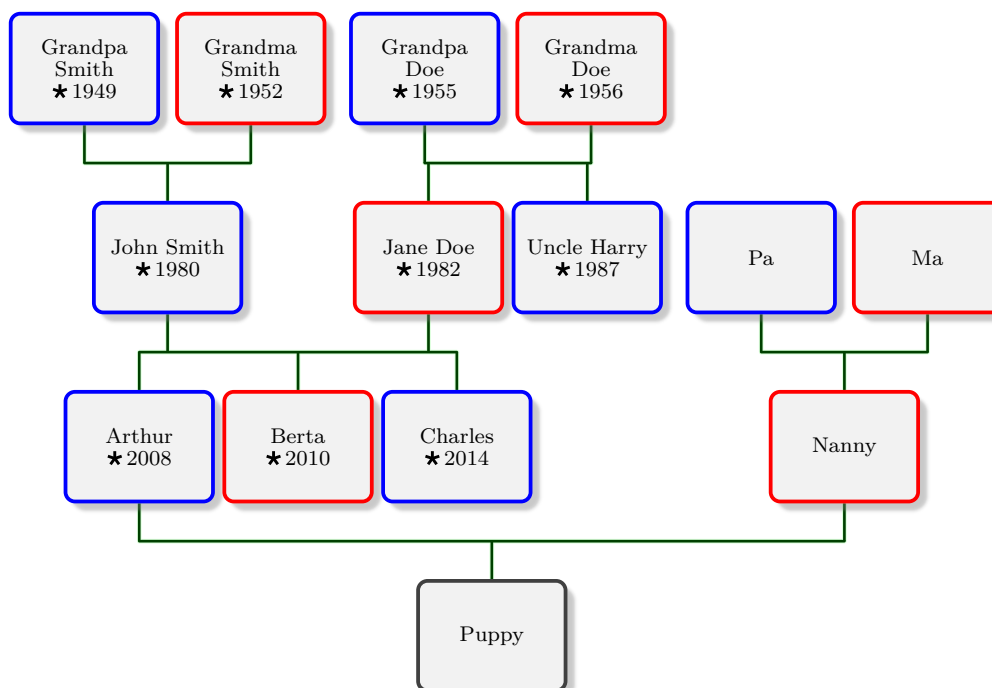 Grandpa
Smith
★1949
Grandma
Smith
★1952
Grandpa
Doe
★1955
Grandma
Doe
★1956
John Smith
★1980
Jane Doe
★1982
Uncle Harry
★1987
Pa
Ma
Arthur
★2008
Berta
★2010
Charles
★2014
Nanny
Puppy